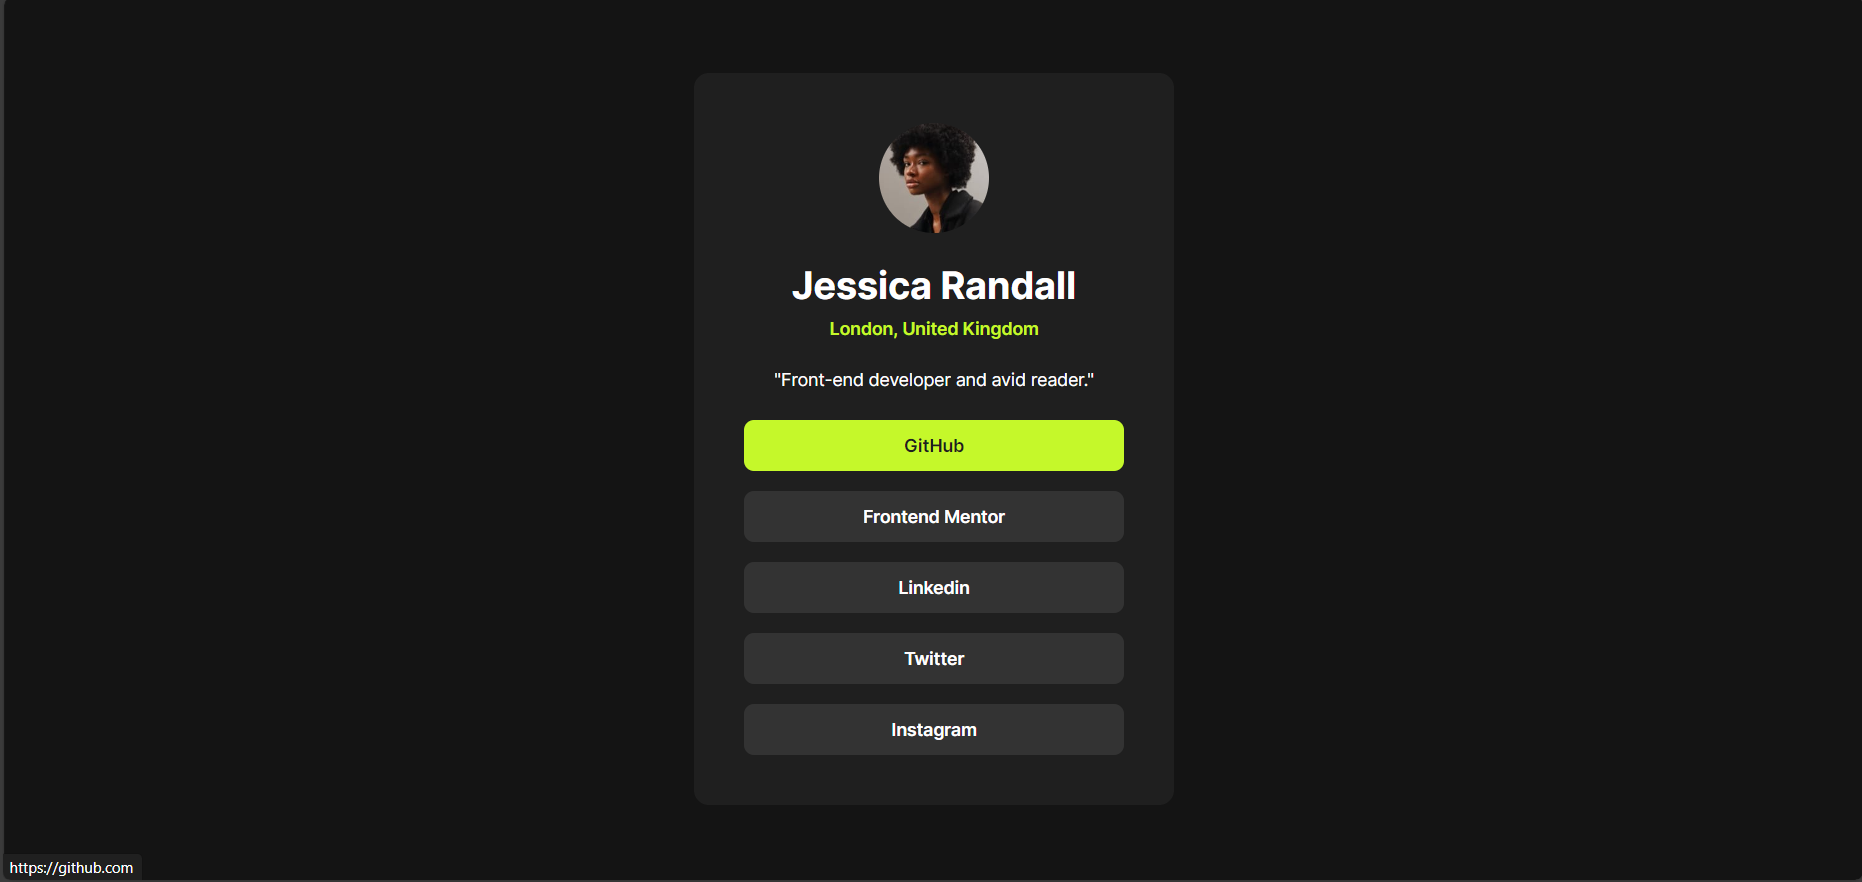 Jessica Randall
London, United Kingdom
"Front-end developer and avid reader."
GitHub
Frontend Mentor
Linkedin
Twitter
Instagram
https://github.com